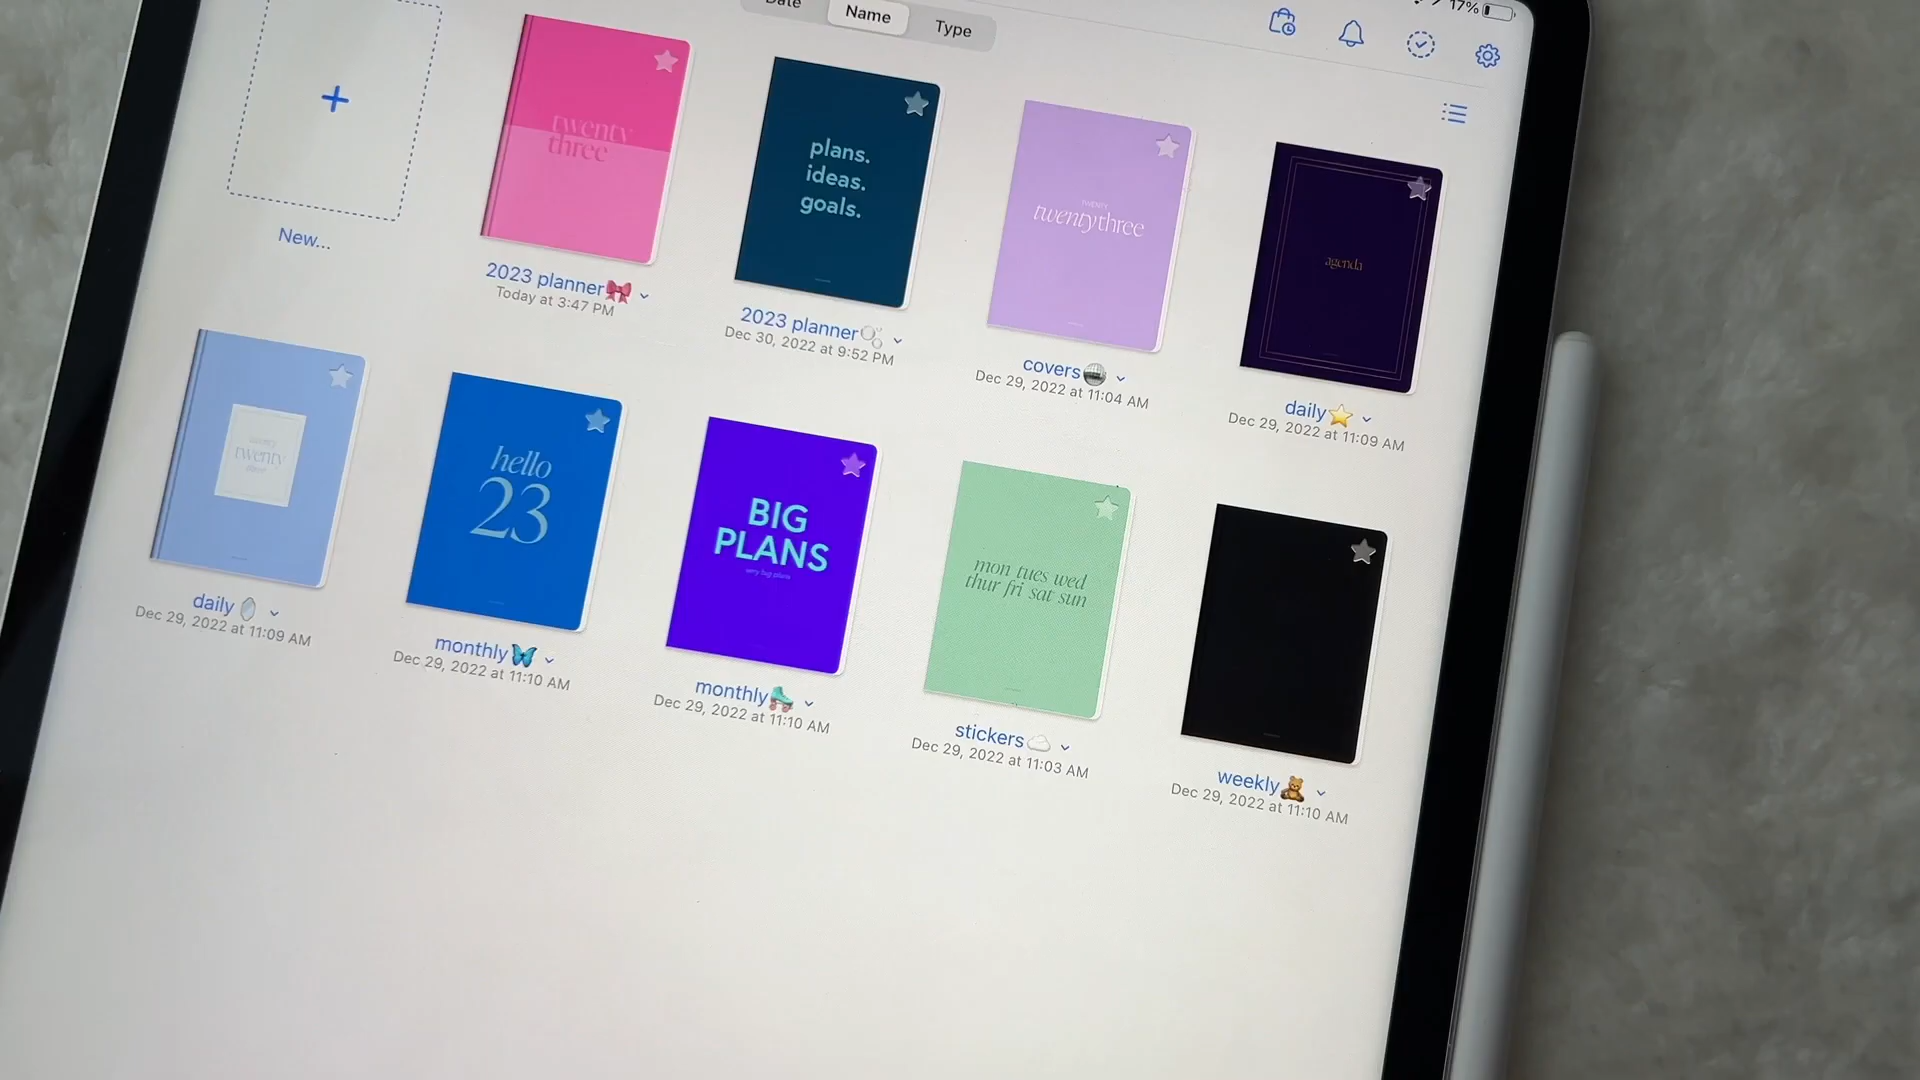 Date
Name
Type
17%
New...
twenty
three
2023 planner🎀
Today at 3:47 PM
plans.
ideas.
goals.
2023 planner🫧
Dec 30, 2022 at 9:52 PM
TWENTY
twentythree
covers🪩
Dec 29, 2022 at 11:04 AM
agenda
daily⭐
Dec 29, 2022 at 11:09 AM
twenty
daily🪞
Dec 29, 2022 at 11:09 AM
hello
23
monthly🦋
Dec 29, 2022 at 11:10 AM
BIG
PLANS
very big plans
monthly🛼
Dec 29, 2022 at 11:10 AM
mon tues wed
thur fri sat sun
stickers☁️
Dec 29, 2022 at 11:03 AM
weekly🧸
Dec 29, 2022 at 11:10 AM